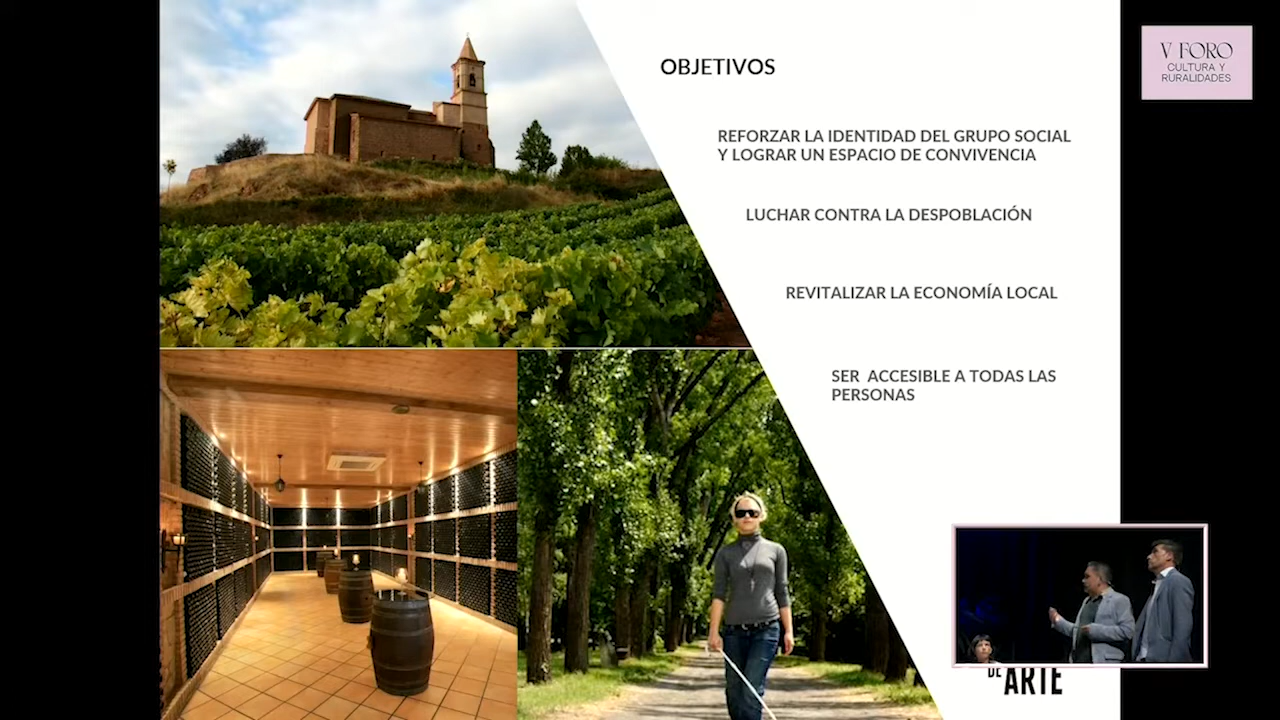 OBJETIVOS
V FORO
CULTURA Y
RURALIDADES
REFORZAR LA IDENTIDAD DEL GRUPO SOCIAL
Y LOGRAR UN ESPACIO DE CONVIVENCIA
LUCHAR CONTRA LA DESPOBLACIÓN
REVITALIZAR LA ECONOMÍA LOCAL
SER ACCESIBLE A TODAS LAS
PERSONAS
DE ARTE